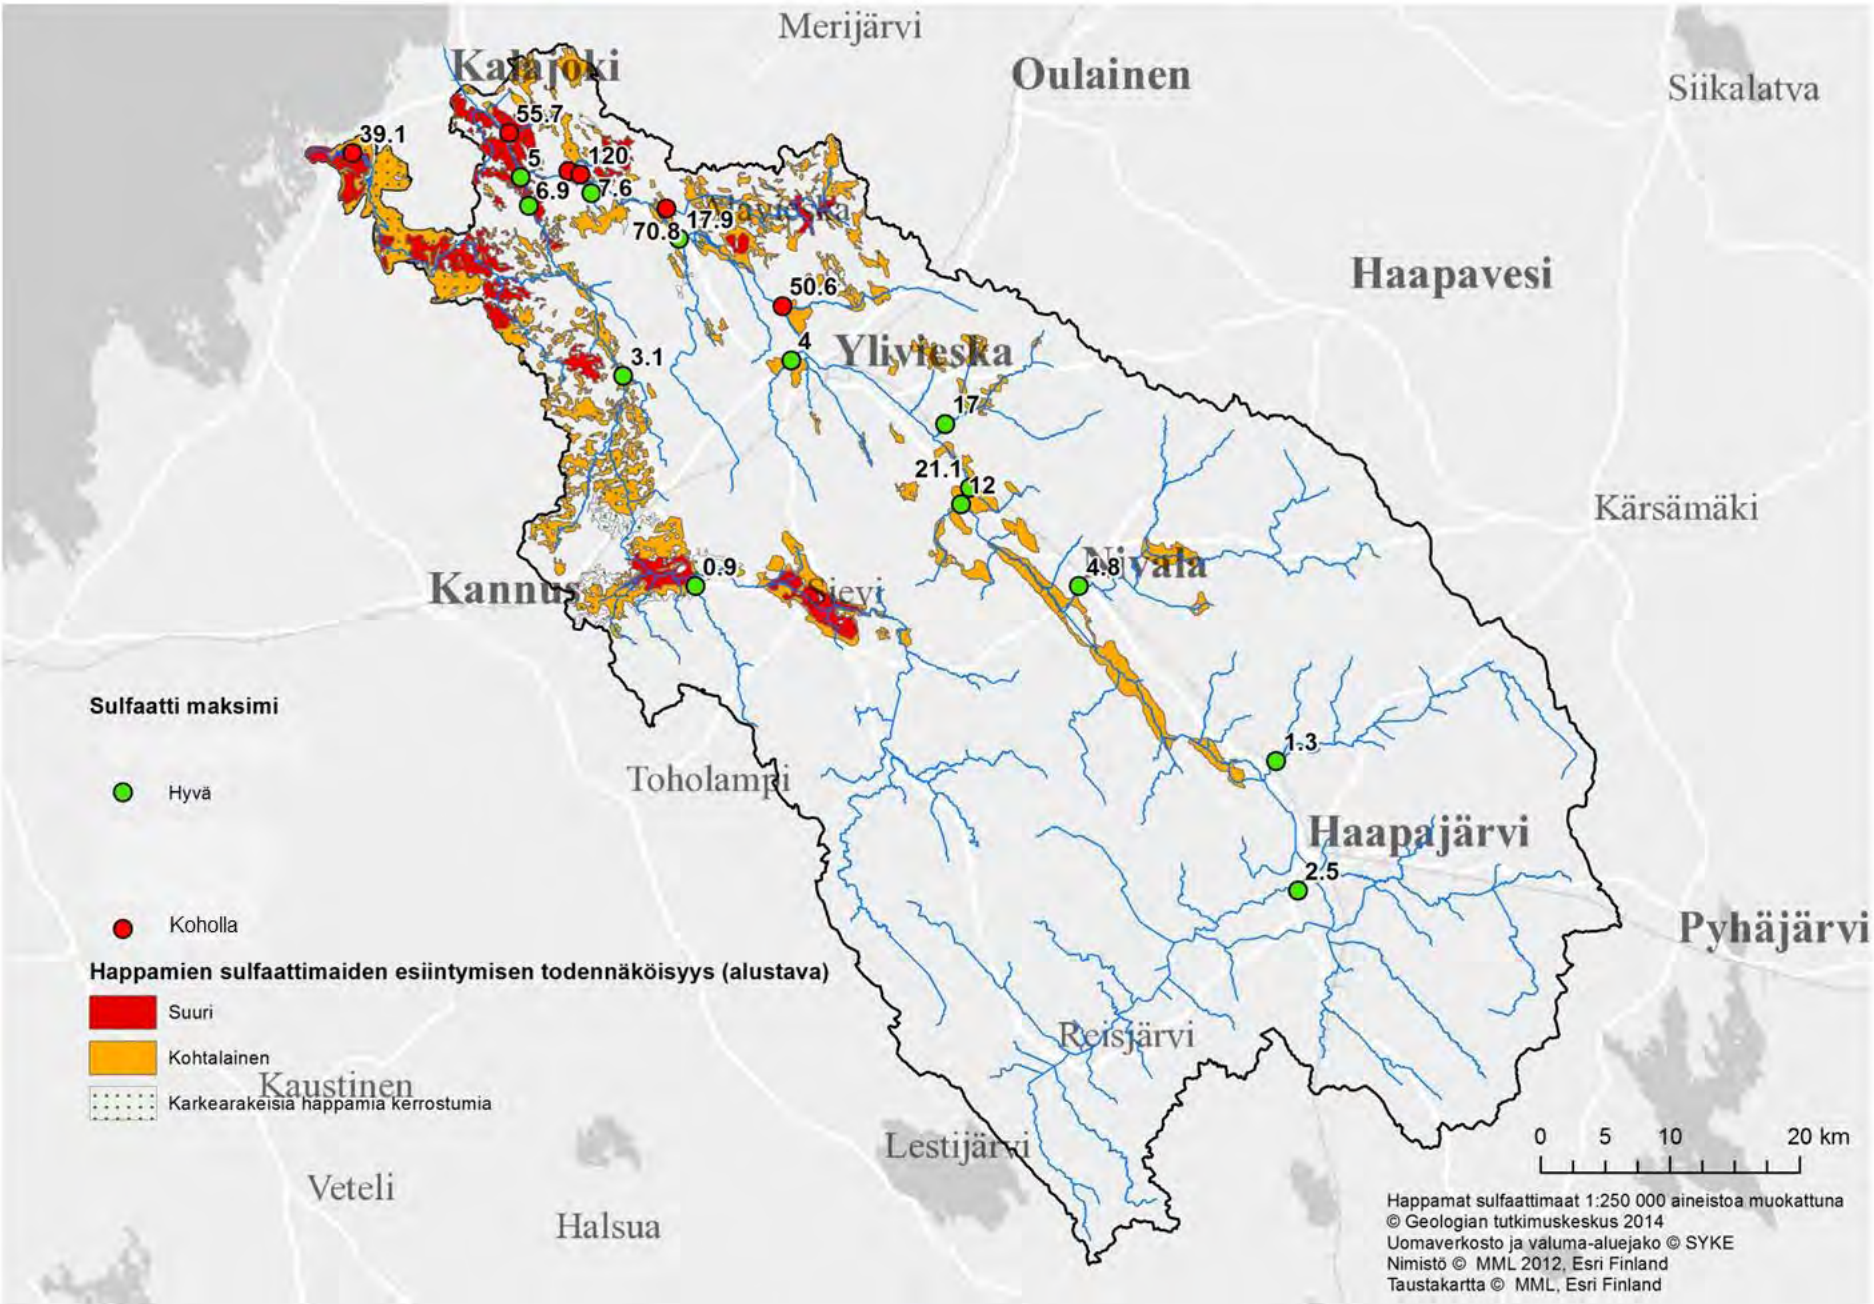 Merijärvi
Kalajoki
Oulainen
Siikalatva
55.7
39.1
5
120
6.9
7.6
17.9
70.8
Haapavesi
50.6
4
Ylivieska
3.1
17
21.1
12
Kärsämäki
Nivala
4.8
0.9
Kannus
Sievi
Sulfaatti maksimi
1.3
Toholampi
Hyvä
Haapajärvi
2.5
Koholla
Pyhäjärvi
Happamien sulfaattimaiden esiintymisen todennäköisyys (alustava)
Suuri
Reisjärvi
Kohtalainen
Kaustinen
Karkearakeisia happamia kerrostumia
Lestijärvi
0 5 10 20 km
Veteli
Halsua
Happamat sulfaattimaat 1:250 000 aineistoa muokattuna
© Geologian tutkimuskeskus 2014
Uomaverkosto ja valuma-aluejako © SYKE
Nimistö © MML 2012, Esri Finland
Taustakartta © MML, Esri Finland